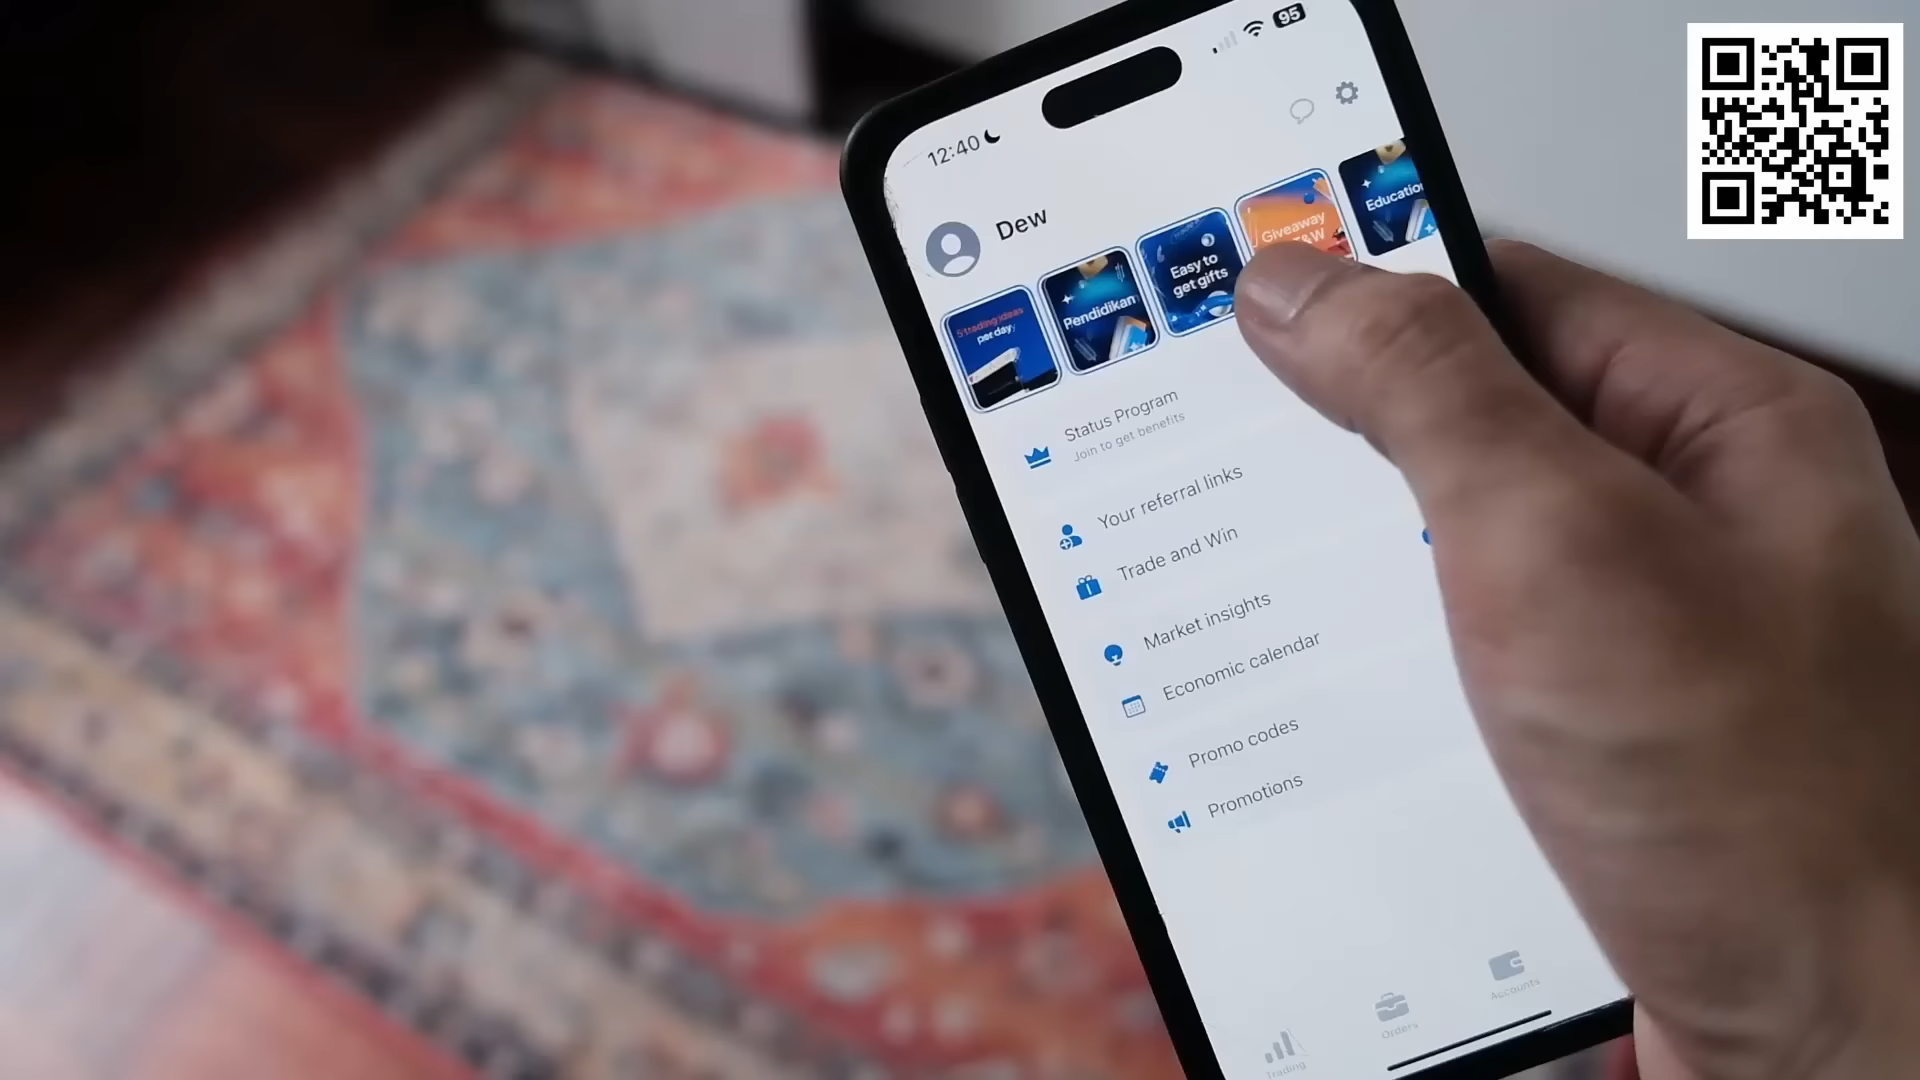 95
12:40
Dew
5 trading ideas
per day
Pendidikan
Easy to
get gifts
Giveaway
T&W
Educatio
Status Program
Join to get benefits
Your referral links
Trade and Win
Market insights
Economic calendar
Promo codes
Promotions
Trading
Orders
Accounts